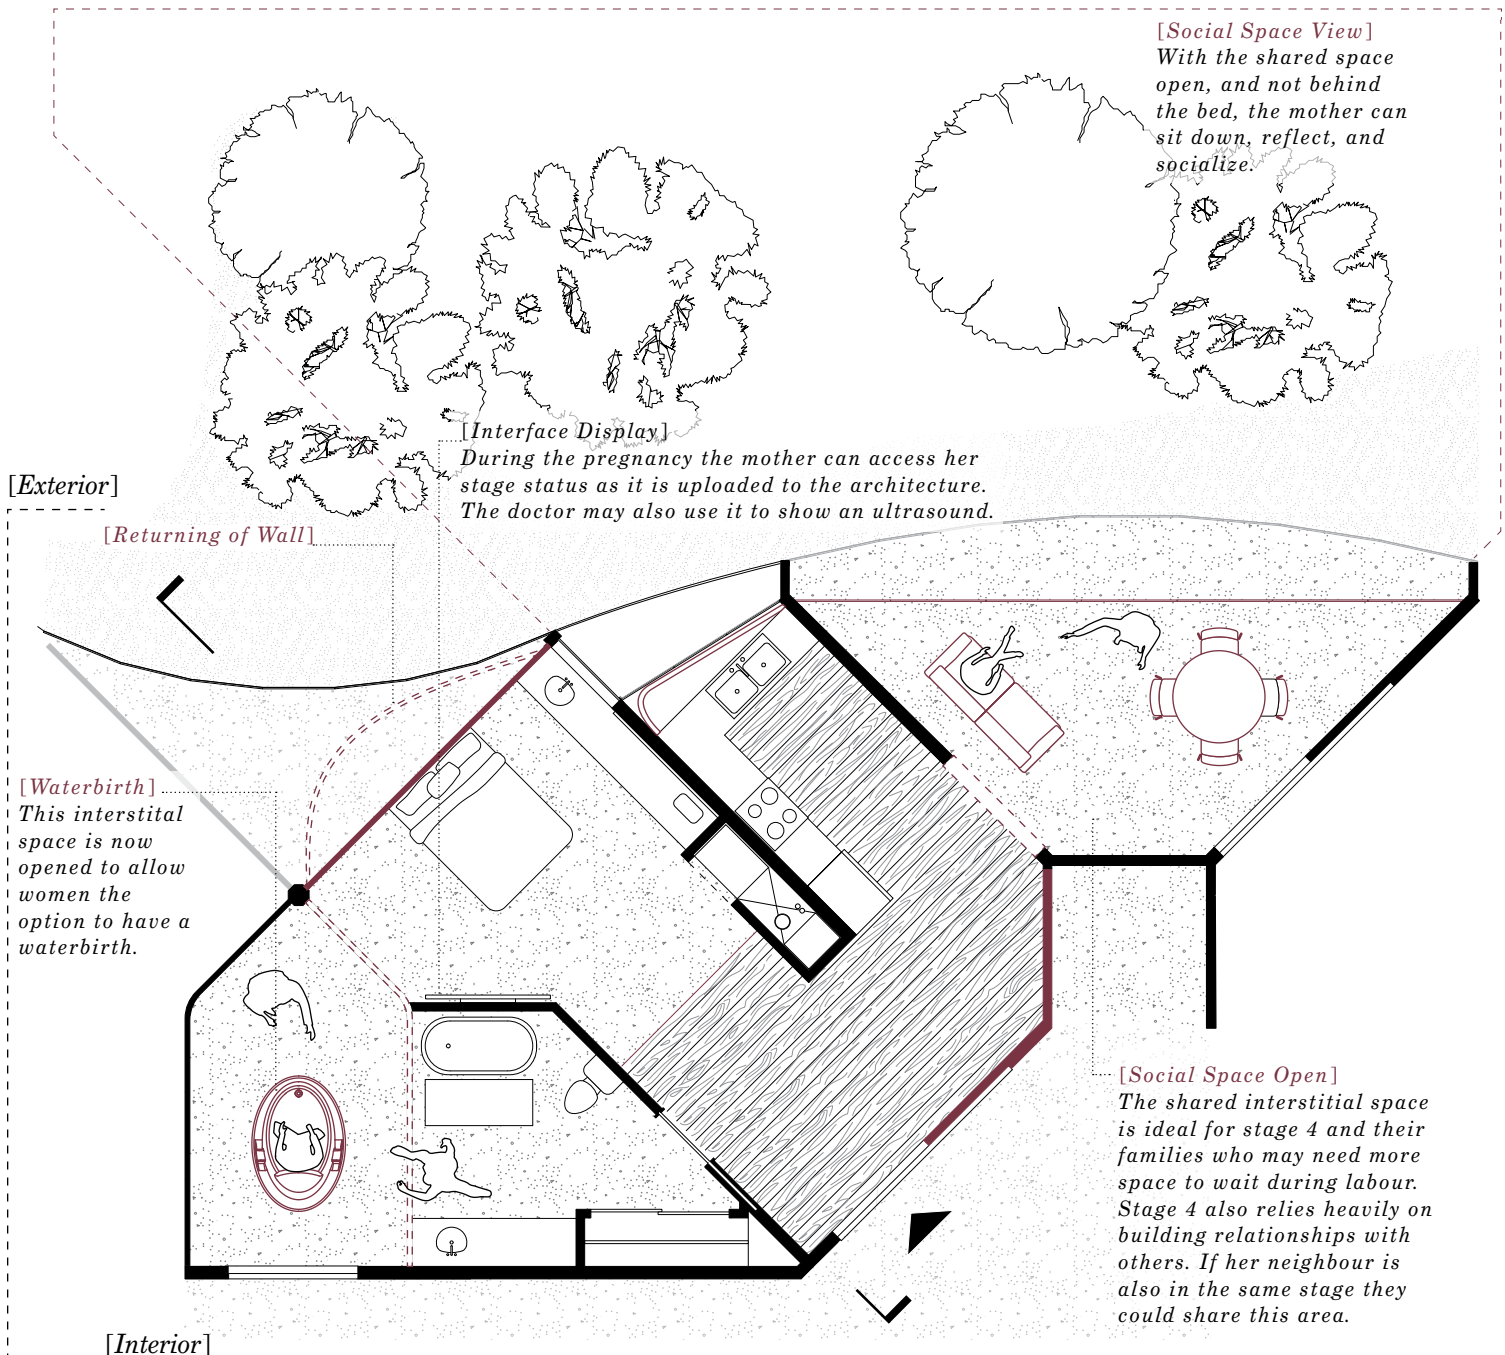 [Social Space View]
With the shared space
open, and not behind
the bed, the mother can
sit down, reflect, and
socialize.
[Interface Display]
During the pregnancy the mother can access her
stage status as it is uploaded to the architecture.
The doctor may also use it to show an ultrasound.
[Exterior]
[Returning of Wall]
[Waterbirth]
This interstital
space is now
opened to allow
women the
option to have a
waterbirth.
[Social Space Open]
The shared interstitial space
is ideal for stage 4 and their
families who may need more
space to wait during labour.
Stage 4 also relies heavily on
building relationships with
others. If her neighbour is
also in the same stage they
could share this area.
[Interior]